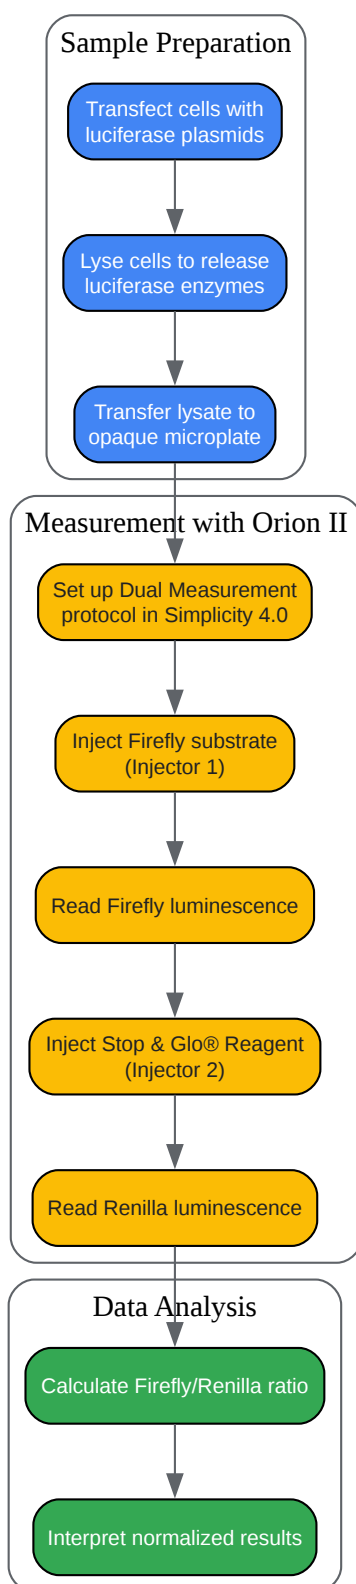 Sample Preparation
Transfect cells with
luciferase plasmids
Lyse cells to release
luciferase enzymes
Transfer lysate to
opaque microplate
Measurement with Orion II
Set up Dual Measurement
protocol in Simplicity 4.0
Inject Firefly substrate
(Injector 1)
Read Firefly luminescence
Inject Stop & Glo® Reagent
(Injector 2)
Read Renilla luminescence
Data Analysis
Calculate Firefly/Renilla ratio
Interpret normalized results